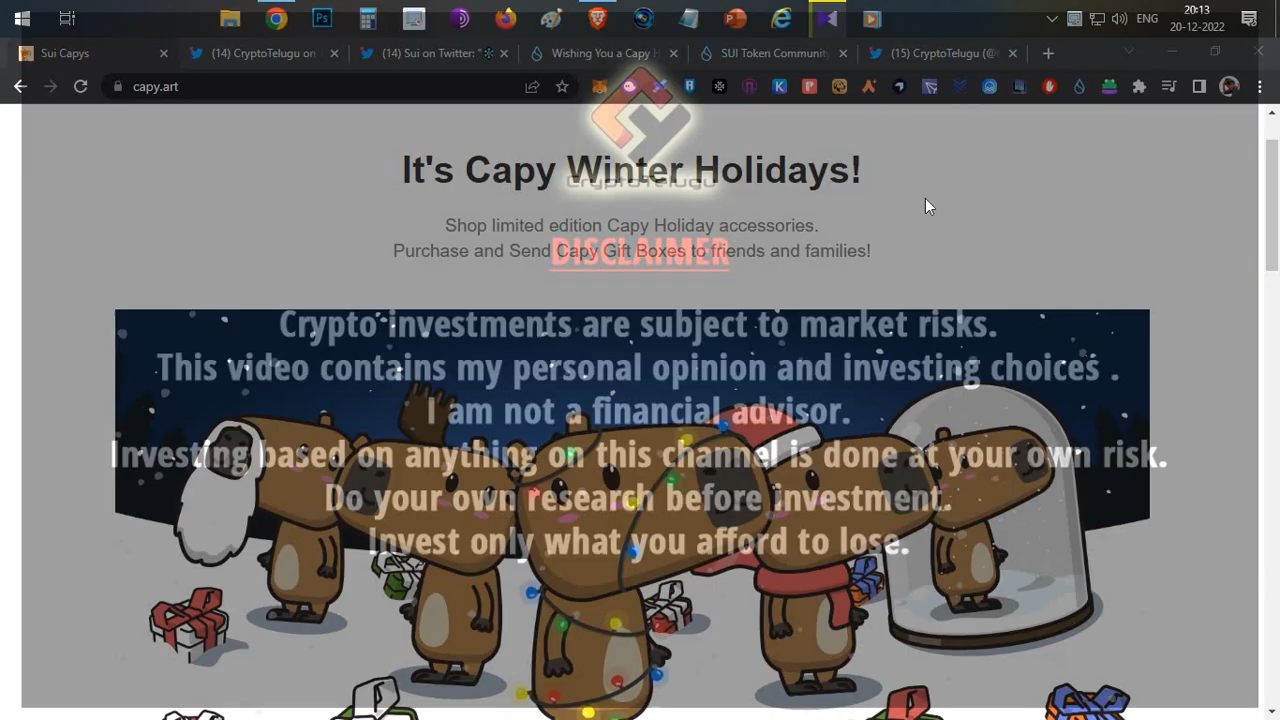 20:13
ENG
20-12-2022
Sui Capys
(14) CryptoTelugu on
(14) Sui on Twitter: "
Wishing You a Capy H
SUI Token Community
(15) CryptoTelugu (@
capy.art
It's Capy Winter Holidays!
CryptoTelugu
Shop limited edition Capy Holiday accessories.
Purchase and Send Capy Gift Boxes to friends and families!
DISCLAIMER
Crypto investments are subject to market risks.
This video contains my personal opinion and investing choices .
I am not a financial advisor.
Investing based on anything on this channel is done at your own risk.
Do your own research before investment.
Invest only what you afford to lose.